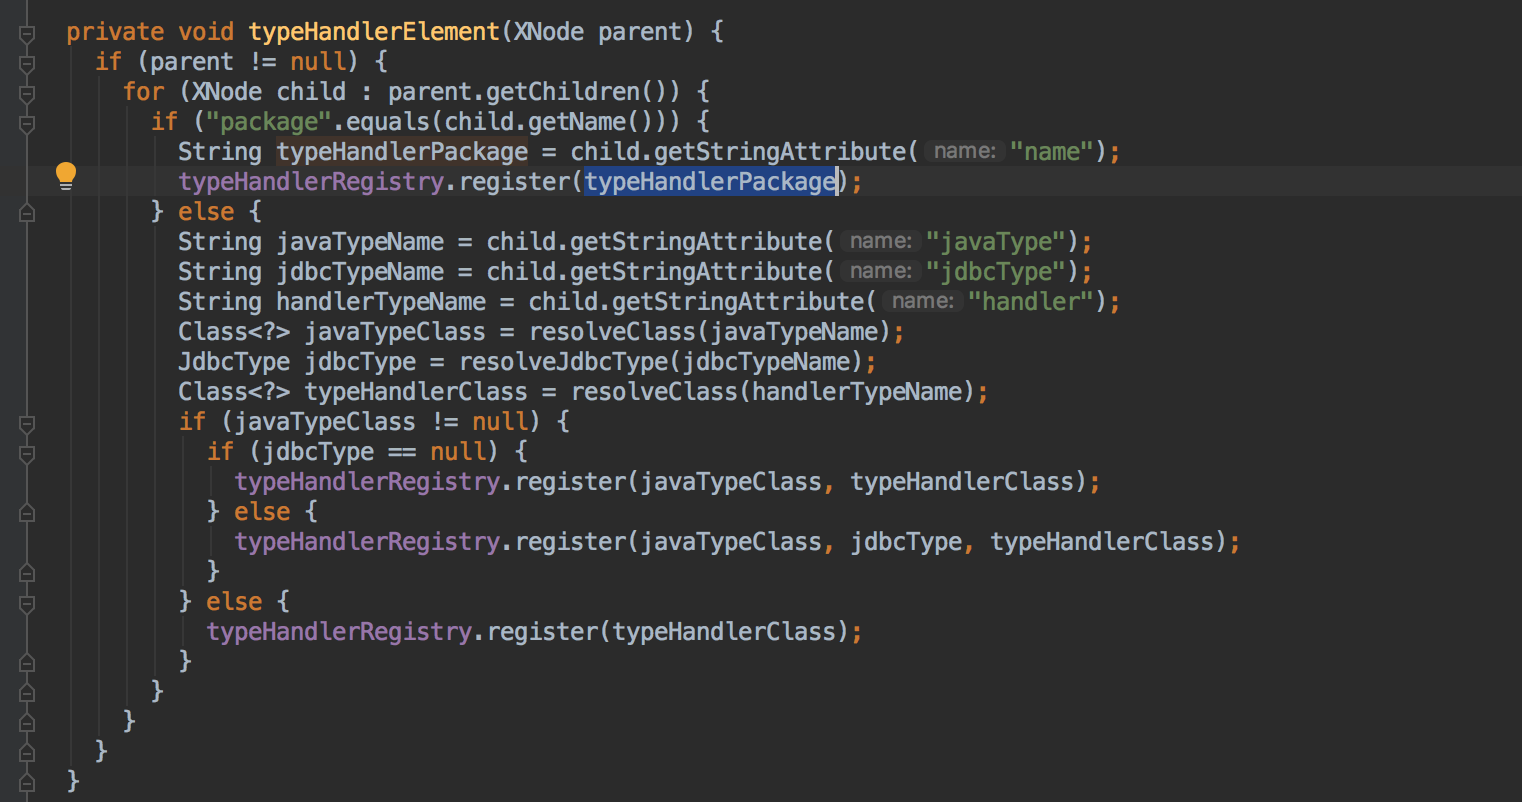 private void typeHandlerElement(XNode parent) {
if (parent != null) {
for (XNode child : parent.getChildren()) {
if ("package".equals(child.getName())) {
String typeHandlerPackage = child.getStringAttribute( name: "name");
typeHandlerRegistry.register(typeHandlerPackage);
} else {
String javaTypeName = child.getStringAttribute( name: "javaType");
String jdbcTypeName = child.getStringAttribute( name: "jdbcType");
String handlerTypeName = child.getStringAttribute( name: "handler");
Class<?> javaTypeClass = resolveClass(javaTypeName);
JdbcType jdbcType = resolveJdbcType(jdbcTypeName);
Class<?> typeHandlerClass = resolveClass(handlerTypeName);
if (javaTypeClass != null) {
if (jdbcType == null) {
typeHandlerRegistry.register(javaTypeClass, typeHandlerClass);
} else {
typeHandlerRegistry.register(javaTypeClass, jdbcType, typeHandlerClass);
}
} else {
typeHandlerRegistry.register(typeHandlerClass);
}
}
}
}
}